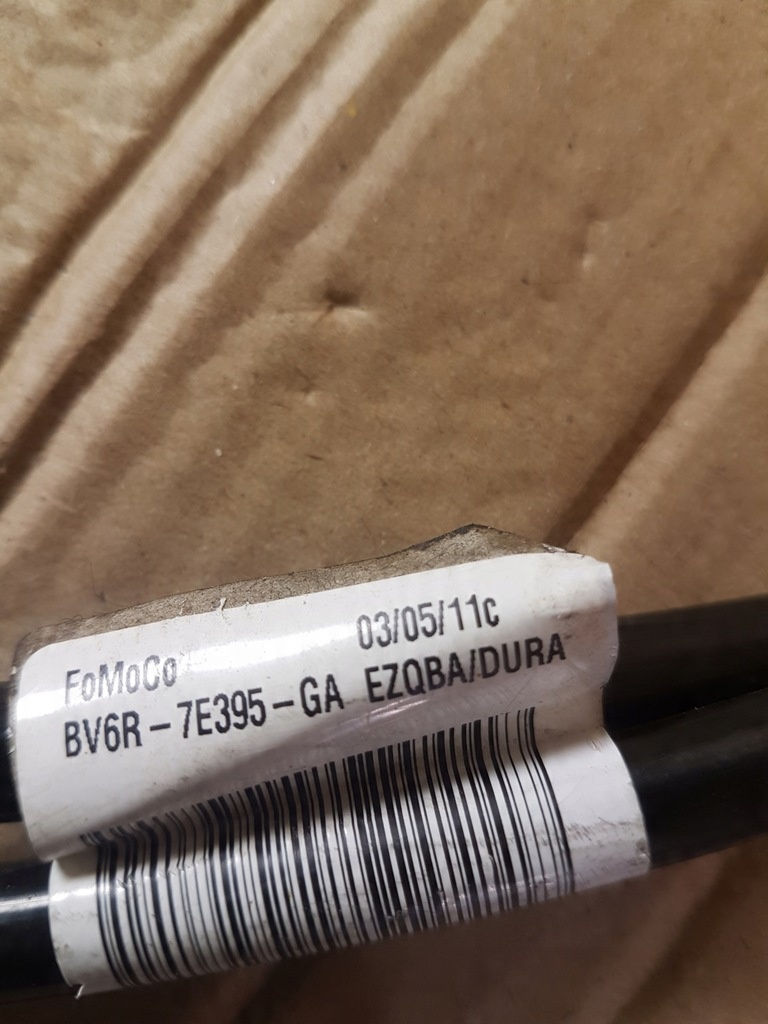 FoMoCo 03/05/11c
BV6R-7E395-GA EZQBA/DURA